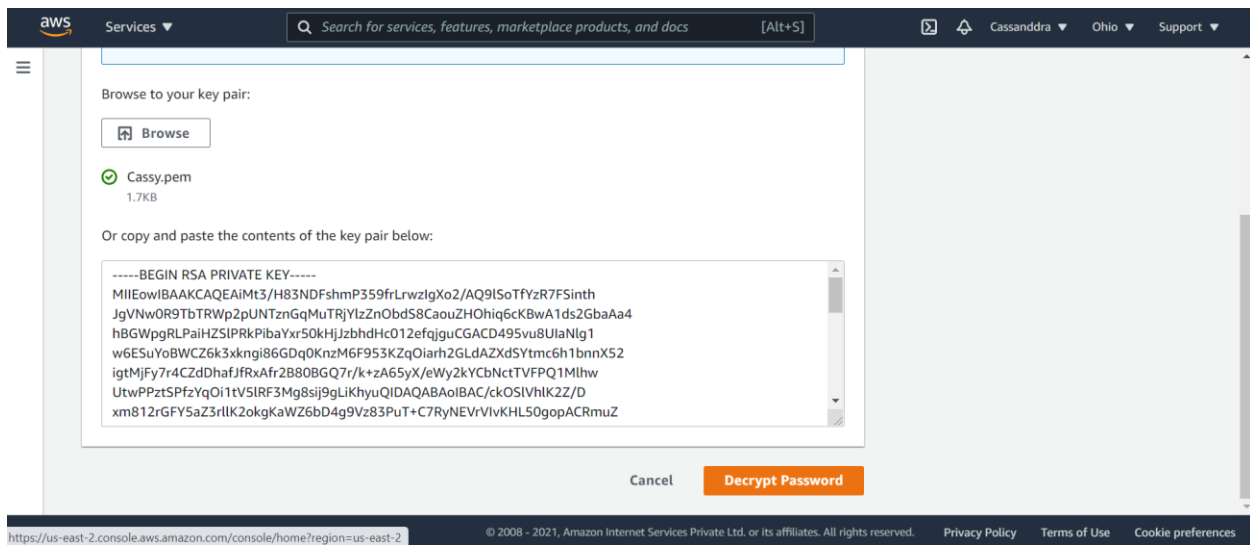 aws Services ▼ Search for services, features, marketplace products, and docs [Alt+S] Cassanddra ▼ Ohio ▼ Support ▼
Browse to your key pair:
Browse
Cassy.pem
1.7KB
Or copy and paste the contents of the key pair below:
-----BEGIN RSA PRIVATE KEY-----
MIIEowIBAAKCAQEAiMt3/H83NDFshmP359frLrwzIgXo2/AQ9lSoTfYzR7FSinth
JgVNw0R9TbTRWp2pUNTznGqMuTRjYlzZnObdS8CaouZHOhiq6cKBwA1ds2GbaAa4
hBGWpgRLPaiHZSlPRkPibaYxr50kHjJzbhdHc012efqjguCGACD495vu8UIaNlg1
w6ESuYoBWCZ6k3xkngi86GDq0KnzM6F953KZqOiarh2GLdAZXdSYtmc6h1bnnX52
igtMjFy7r4CZdDhafJfRxAfr2B80BGQ7r/k+zA65yX/eWy2kYCbNctTVFPQ1Mlhw
UtwPPztSPfzYqOi1tV5lRF3Mg8sij9gLiKhyuQIDAQABAoIBAC/ckOSlVhlK2Z/D
xm812rGFY5aZ3rllK2okgKaWZ6bD4g9Vz83PuT+C7RyNEVrVIvKHL50gopACRmuZ
Cancel Decrypt Password
https://us-east-2.console.aws.amazon.com/console/home?region=us-east-2 © 2008 - 2021, Amazon Internet Services Private Ltd. or its affiliates. All rights reserved. Privacy Policy Terms of Use Cookie preferences